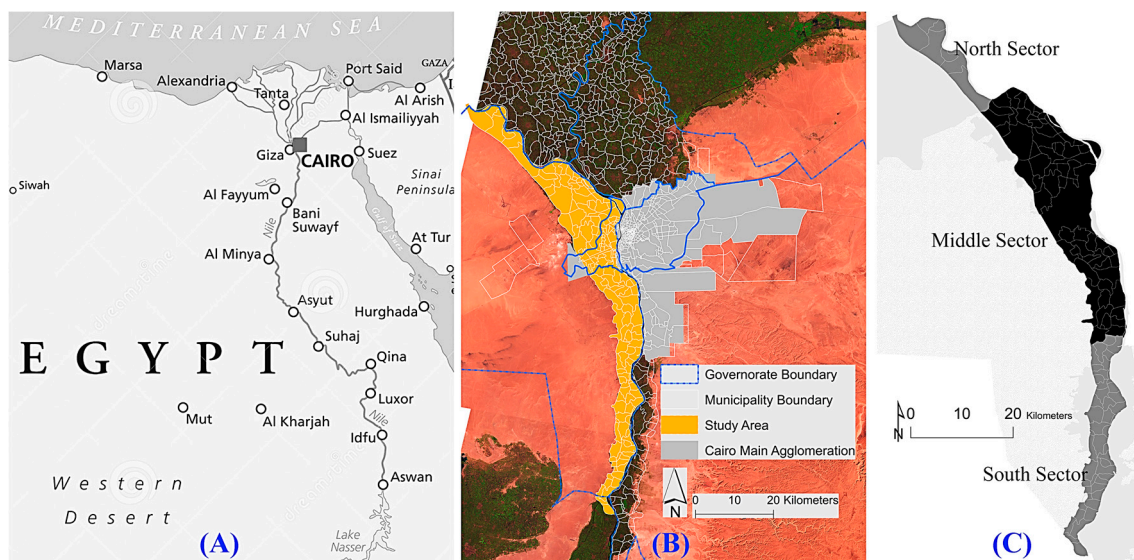 MEDITERRANEAN SEA
Marsa
Alexandria
Port Said
GAZA
Tanta
Al Arish
Al Ismailiyyah
Giza
CAIRO
Suez
Siwah
Sinai
Peninsula
Al Fayyum
Bani
Suwayf
Nile
At Tur
Al Minya
Asyut
Hurghada
Suhaj
EGYPT
Qina
Luxor
Mut
Al Kharjah
Nile
Idfu
Western
Desert
Aswan
Lake
Nasser
(A)
Governorate Boundary
Municipality Boundary
Study Area
Cairo Main Agglomeration
N
0 10 20 Kilometers
(B)
North Sector
Middle Sector
N
0 10 20 Kilometers
South Sector
(C)